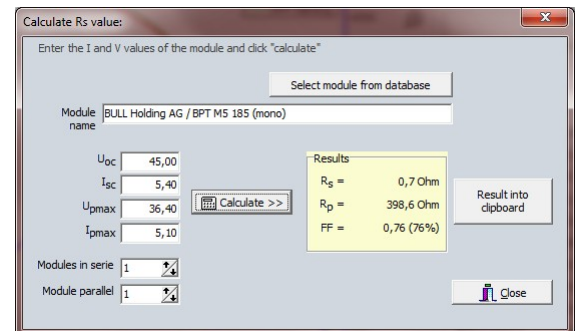 Calculate Rs value:
Enter the I and V values of the module and click "calculate"
Select module from database
Module name
BULL Holding AG / BPT M5 185 (mono)
Uoc 45,00
Isc 5,40
Upmax 36,40
Ipmax 5,10
Calculate >>
Results
Rs = 0,7 Ohm
Rp = 398,6 Ohm
FF = 0,76 (76%)
Result into
clipboard
Modules in serie 1
Module parallel 1
Close